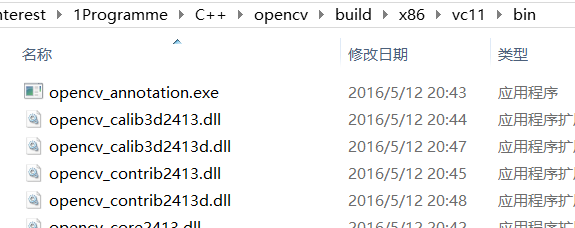 nterest > 1Programme > C++ > opencv > build > x86 > vc11 > bin
名称 修改日期 类型
opencv_annotation.exe 2016/5/12 20:43 应用程序
opencv_calib3d2413.dll 2016/5/12 20:44 应用程序扩
opencv_calib3d2413d.dll 2016/5/12 20:47 应用程序扩
opencv_contrib2413.dll 2016/5/12 20:45 应用程序扩
opencv_contrib2413d.dll 2016/5/12 20:48 应用程序扩
opencv_core2413.dll 2016/5/12 20:42 应用程序扩